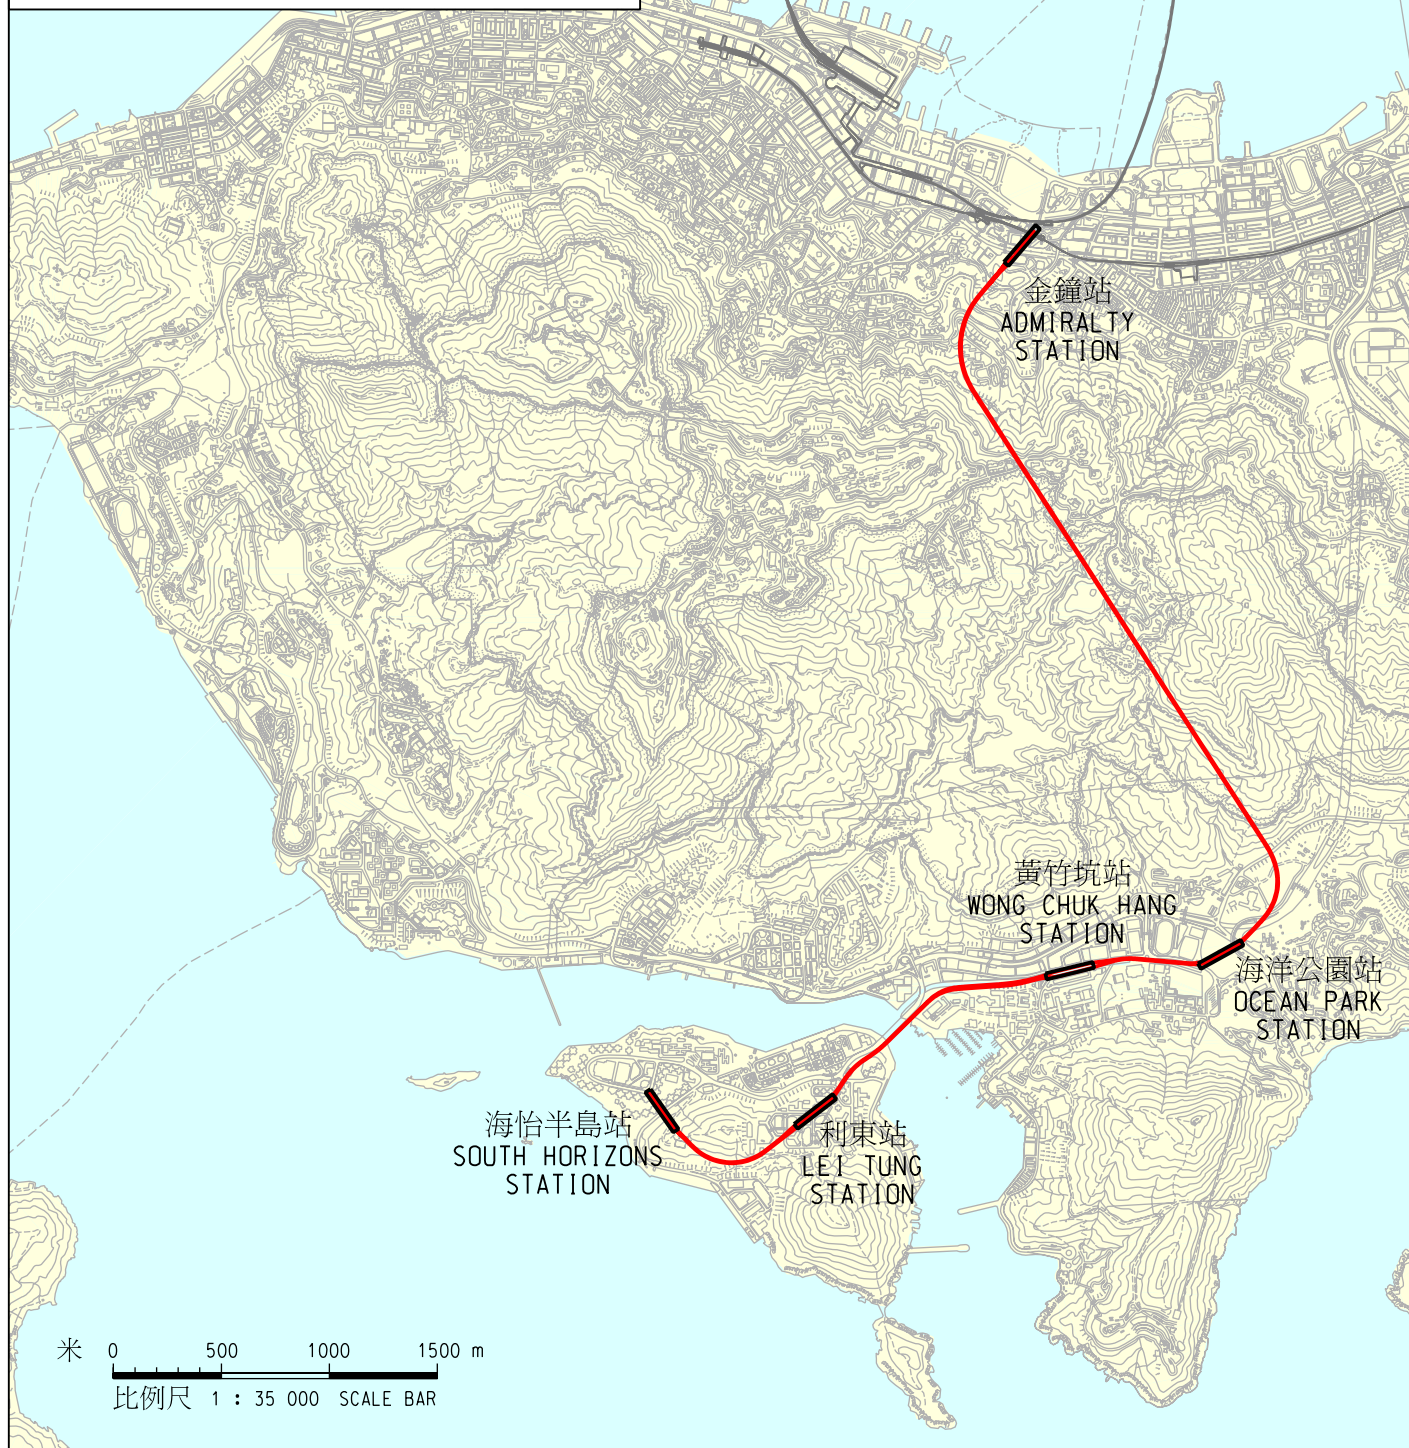 金鐘站
ADMIRALTY
STATION
黃竹坑站
WONG CHUK HANG
STATION
海洋公園站
OCEAN PARK
STATION
海怡半島站
SOUTH HORIZONS
STATION
利東站
LEI TUNG
STATION
米 0 500 1000 1500 m
比例尺 1 : 35 000 SCALE BAR